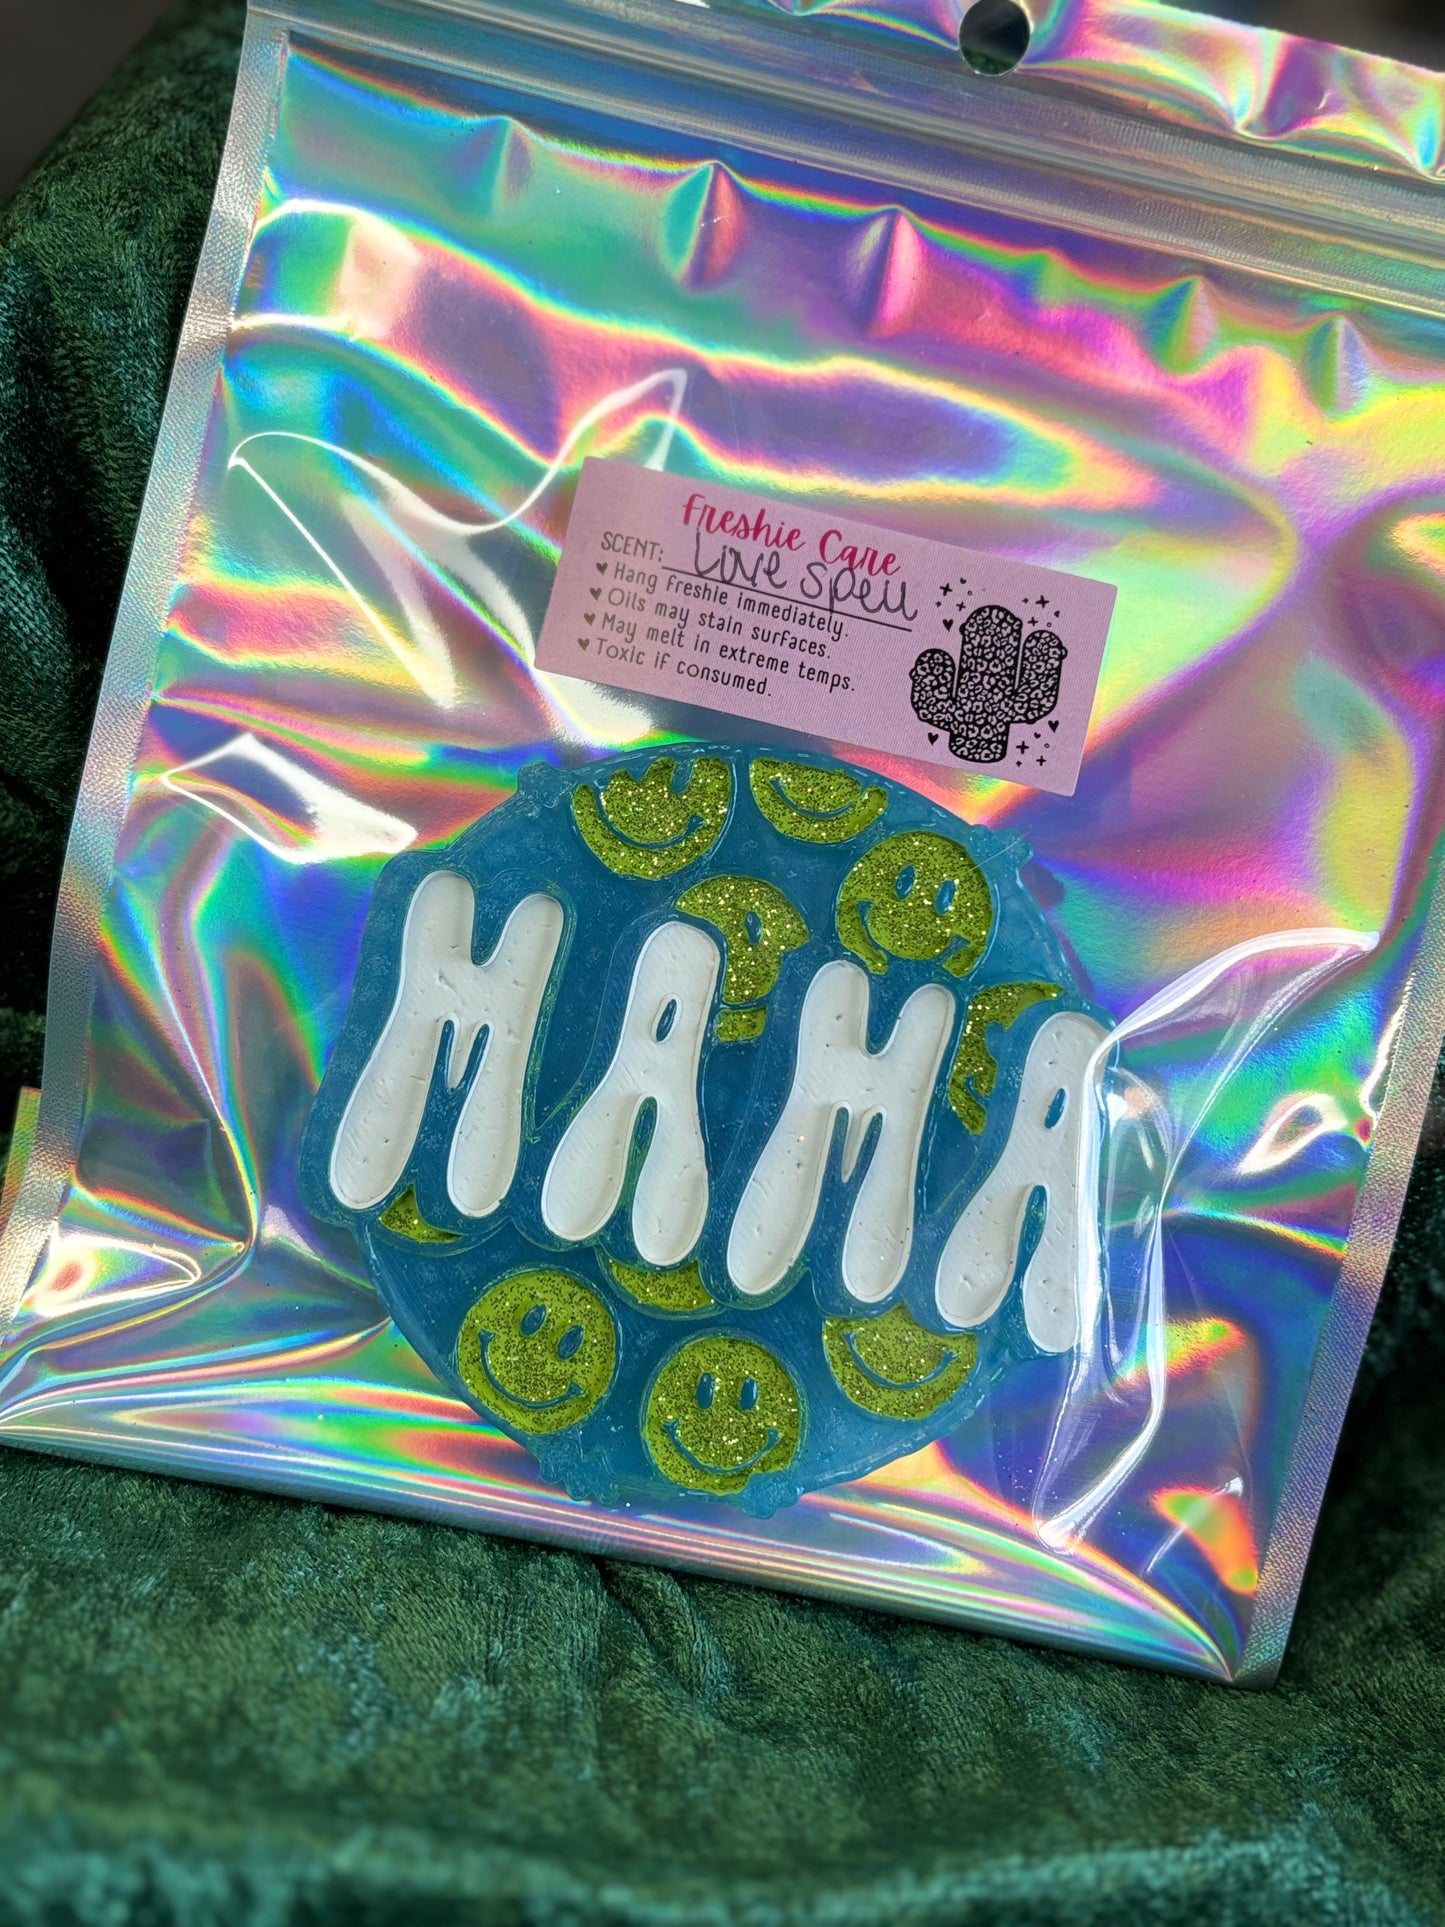 Freshie Care
SCENT: Love Spell
Hang freshie immediately.
Oils may stain surfaces.
May melt in extreme temps.
Toxic if consumed.
MAMA